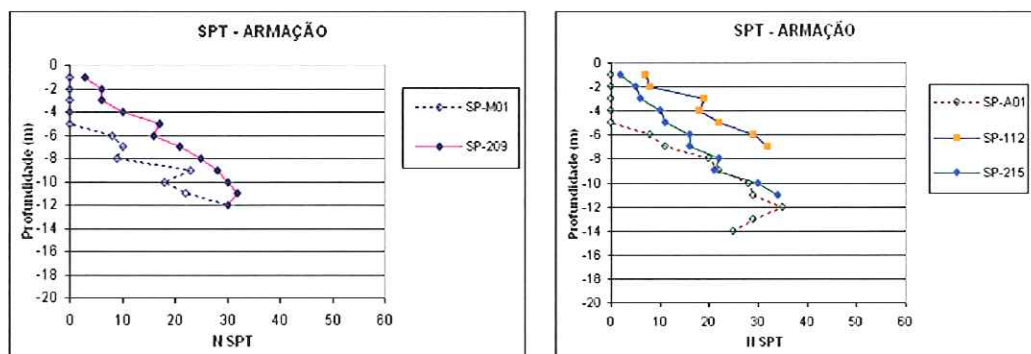 SPT - ARMAÇÃO
Profundidade (m)
0
-2
-4
-6
-8
-10
-12
-14
-16
-18
-20
0 10 20 30 40 50 60
N SPT
SP-M01
SP-209
SPT - ARMAÇÃO
Profundidade (m)
0
-2
-4
-6
-8
-10
-12
-14
-16
-18
-20
0 10 20 30 40 50 60
N SPT
SP-A01
SP-112
SP-215